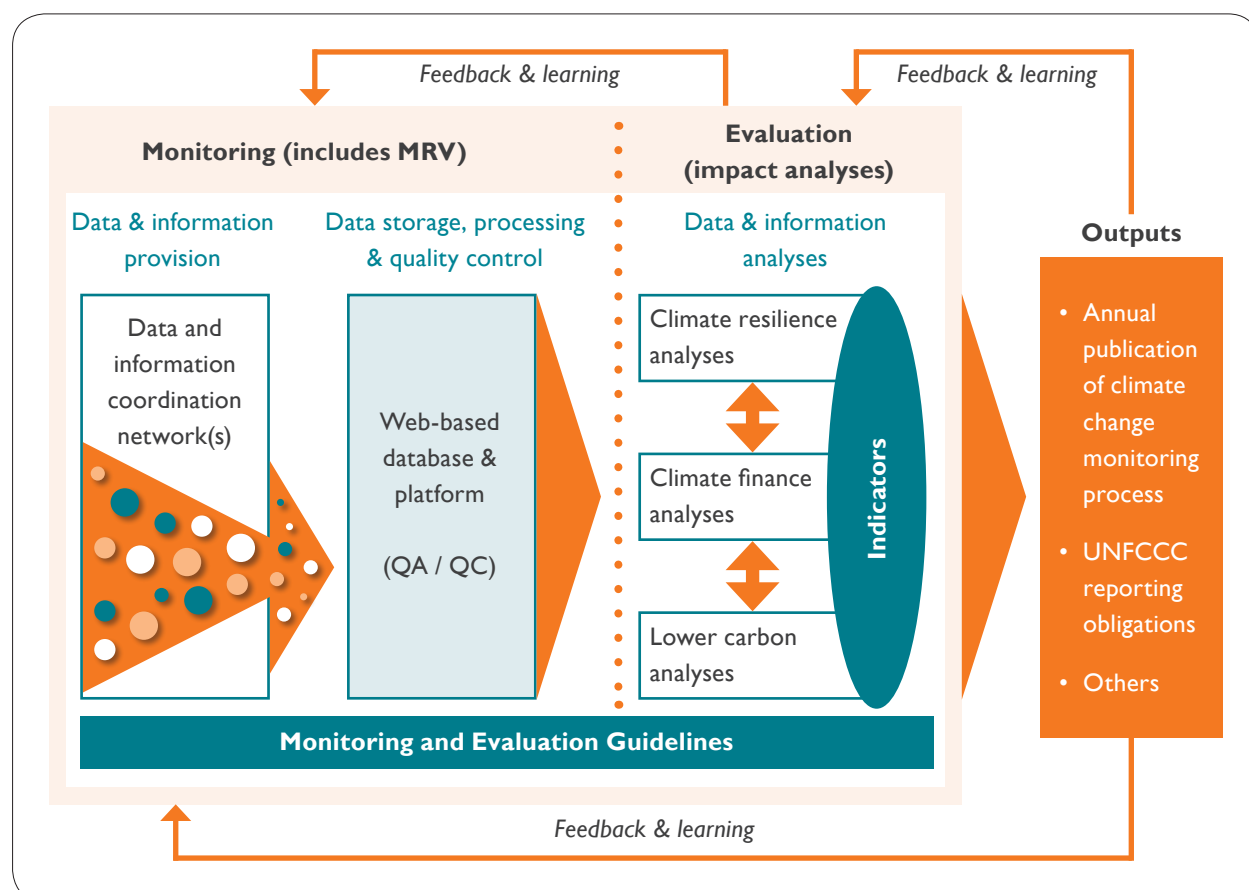 Feedback & learning
Feedback & learning
Monitoring (includes MRV)
Evaluation
(impact analyses)
Data & information
provision
Data storage, processing
& quality control
Data & information
analyses
Data and
information
coordination
network(s)
Web-based
database &
platform
(QA / QC)
Climate resilience
analyses
Climate finance
analyses
Lower carbon
analyses
Indicators
Outputs
• Annual
publication
of climate
change
monitoring
process
• UNFCCC
reporting
obligations
• Others
Monitoring and Evaluation Guidelines
Feedback & learning